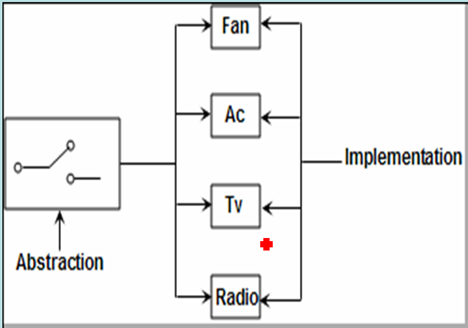 Fan
Ac
Implementation
Tv
Abstraction
Radio